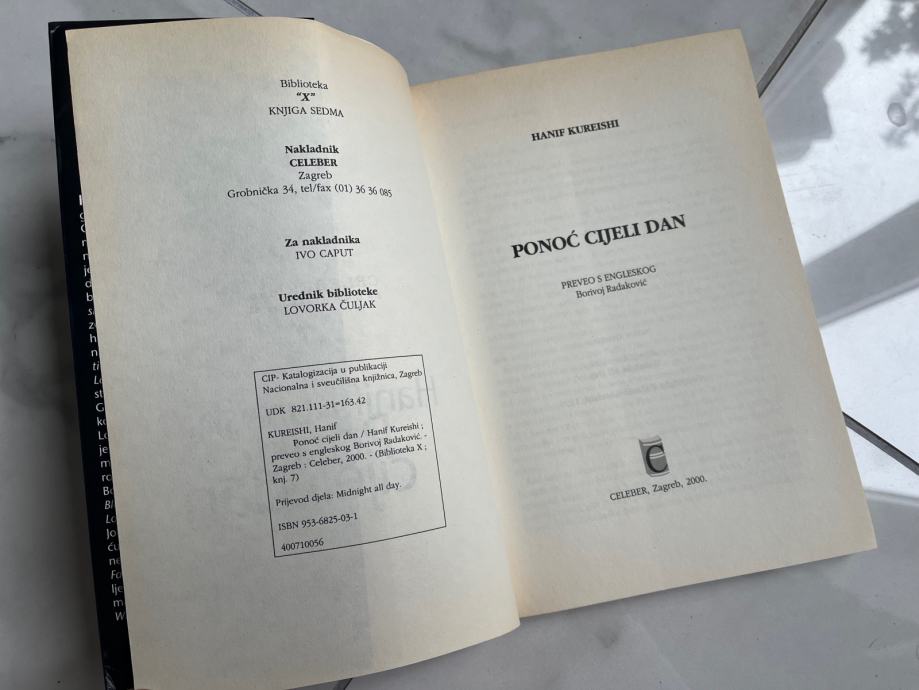 Biblioteka
"X"
KNJIGA SEDMA
Nakladnik
CELEBER
Zagreb
Grobnička 34, tel/fax (01) 36 36 085
Za nakladnika
IVO CAPUT
Urednik biblioteke
LOVORKA ČULJAK
CIP- Katalogizacija u publikaciji
Nacionalna i sveučilišna knjižnica, Zagreb
UDK 821.111-31=163.42
KUREISHI, Hanif
Ponoć cijeli dan / Hanif Kureishi ;
preveo s engleskog Borivoj Radaković. -
Zagreb : Celeber, 2000. - (Biblioteka X ;
knj. 7)
Prijevod djela: Midnight all day.
ISBN 953-6825-03-1
400710056
HANIF KUREISHI
PONOĆ CIJELI DAN
PREVEO S ENGLESKOG
Borivoj Radaković
C
CELEBER, Zagreb, 2000.